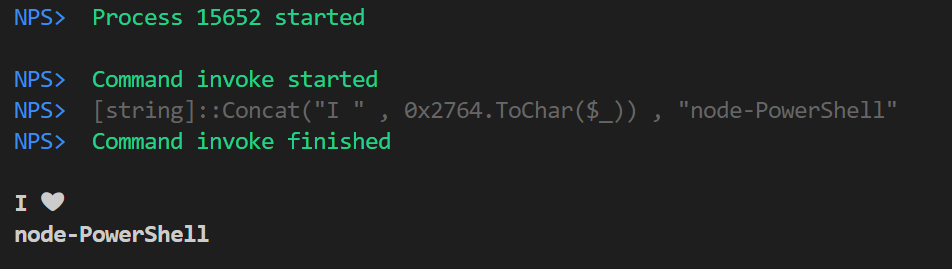 NPS> Process 15652 started
NPS> Command invoke started
NPS> [string]::Concat("I " , 0x2764.ToChar($_)) , "node-PowerShell"
NPS> Command invoke finished
I ❤
node-PowerShell